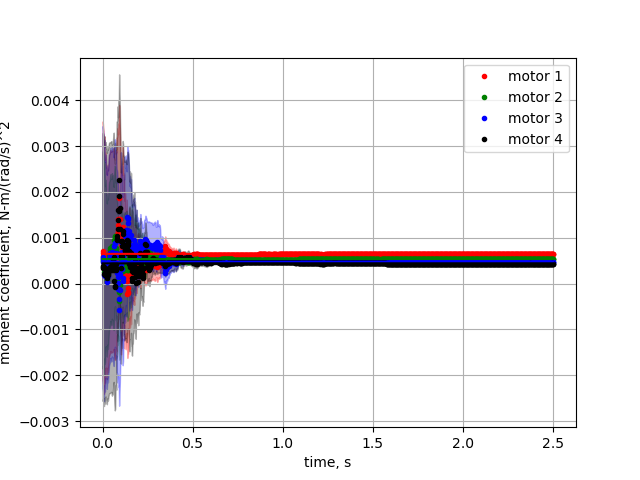 moment coefficient, N-m/(rad/s)^2
0.004
0.003
0.002
0.001
0.000
−0.001
−0.002
−0.003
motor 1
motor 2
motor 3
motor 4
0.0 0.5 1.0 1.5 2.0 2.5
time, s